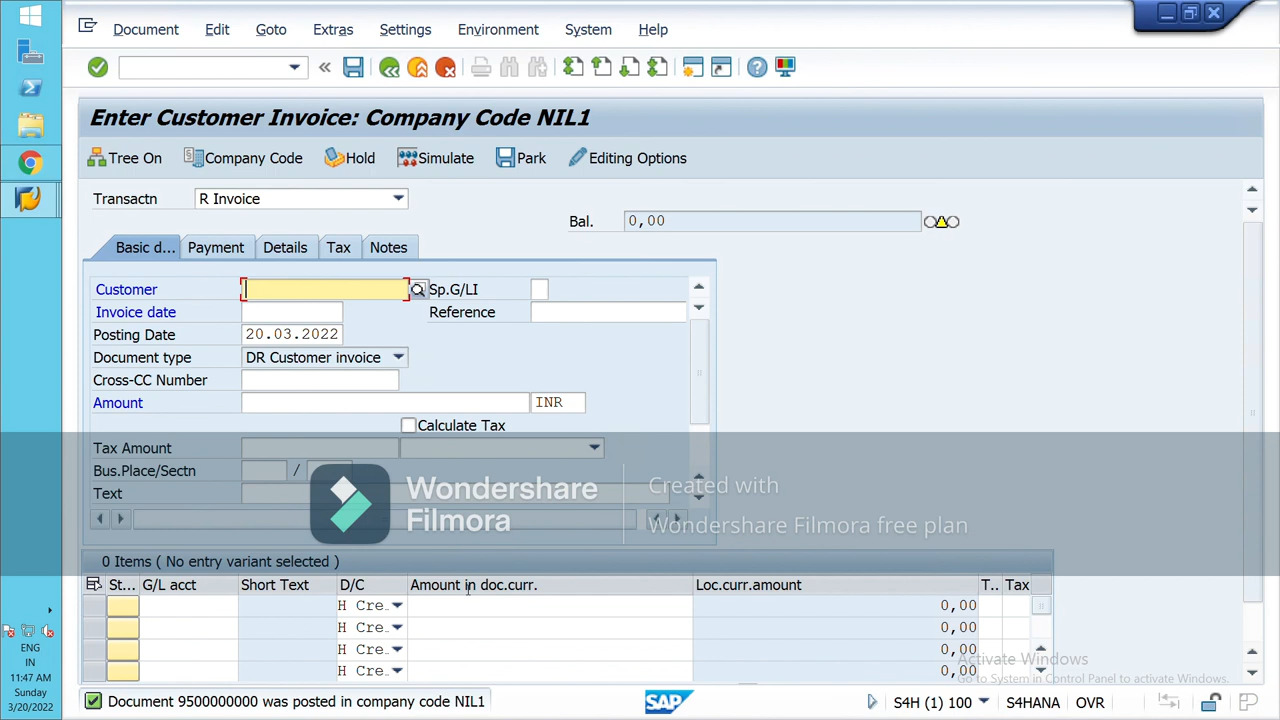 Document Edit Goto Extras Settings Environment System Help
Enter Customer Invoice: Company Code NIL1
Tree On Company Code Hold Simulate Park Editing Options
Transactn R Invoice
Bal. 0,00
Basic d... Payment Details Tax Notes
Customer Sp.G/LI
Invoice date Reference
Posting Date 20.03.2022
Document type DR Customer invoice
Cross-CC Number
Amount INR
Calculate Tax
Tax Amount
Bus.Place/Sectn /
Text
Wondershare
Filmora
Created with
Wondershare Filmora free plan
0 Items ( No entry variant selected )
St... G/L acct Short Text D/C Amount in doc.curr. Loc.curr.amount T.. Tax
H Cre.. 0,00
H Cre.. 0,00
H Cre.. 0,00
H Cre.. 0,00
Activate Windows
Go to System in Control Panel to activate Windows.
ENG
IN
11:47 AM
Sunday
3/20/2022
Document 9500000000 was posted in company code NIL1
SAP
S4H (1) 100 S4HANA OVR